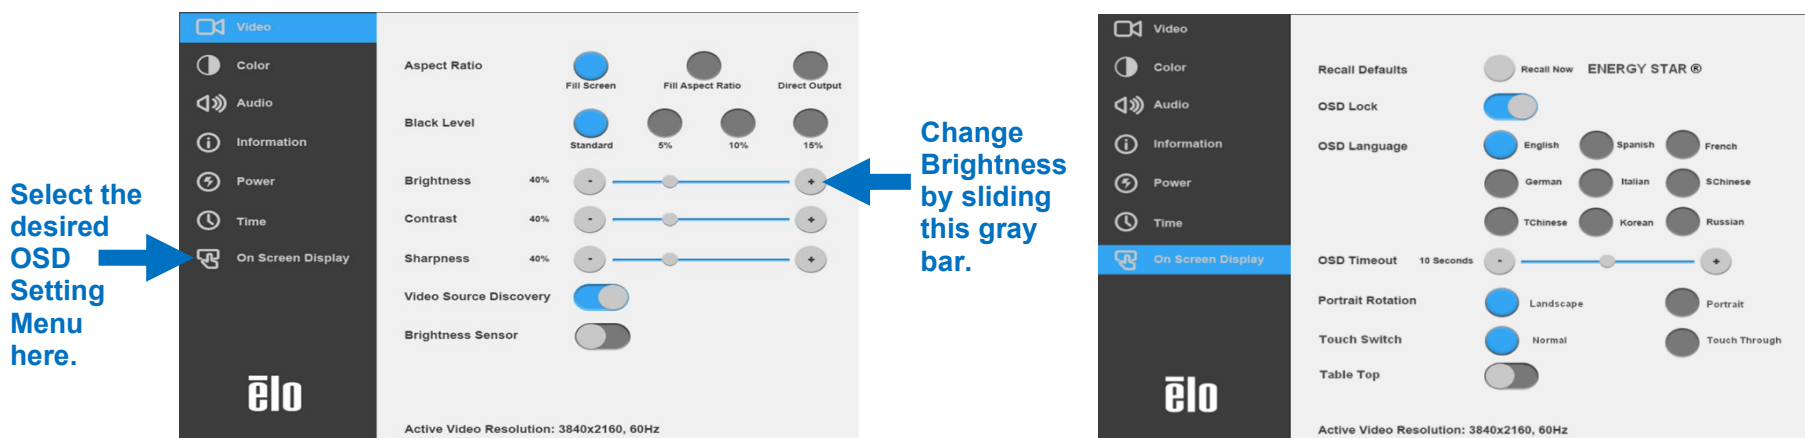 Select the
desired
OSD
Setting
Menu
here.
Video
Color
Audio
Information
Power
Time
On Screen Display
ēlo
Aspect Ratio
Fill Screen Fill Aspect Ratio Direct Output
Black Level
Standard 5% 10% 15%
Brightness 40% - +
Contrast 40% - +
Sharpness 40% - +
Video Source Discovery
Brightness Sensor
Active Video Resolution: 3840x2160, 60Hz
Change
Brightness
by sliding
this gray
bar.
Video
Color
Audio
Information
Power
Time
On Screen Display
ēlo
Recall Defaults Recall Now ENERGY STAR ®
OSD Lock
OSD Language English Spanish French
German Italian SChinese
TChinese Korean Russian
OSD Timeout 10 Seconds - +
Portrait Rotation Landscape Portrait
Touch Switch Normal Touch Through
Table Top
Active Video Resolution: 3840x2160, 60Hz